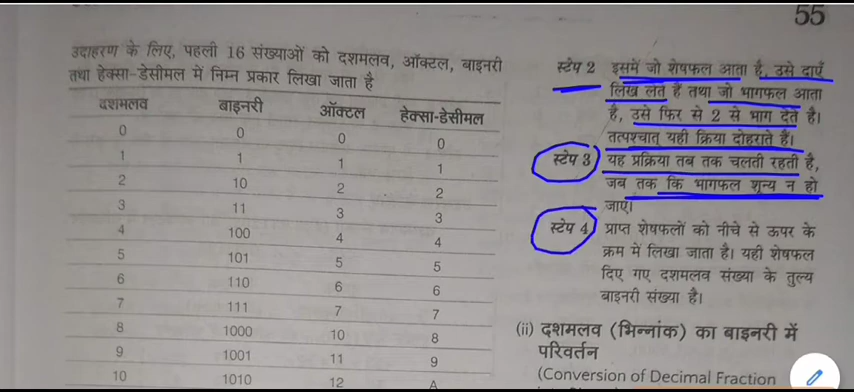 55
उदाहरण के लिए, पहली 16 संख्याओं को दशमलव, ऑक्टल, बाइनरी
तथा हेक्सा-डेसीमल में निम्न प्रकार लिखा जाता है
दशमलव बाइनरी ऑक्टल हेक्सा-डेसीमल
0 0 0 0
1 1 1 1
2 10 2 2
3 11 3 3
4 100 4 4
5 101 5 5
6 110 6 6
7 111 7 7
8 1000 10 8
9 1001 11 9
10 1010 12 A
स्टेप 2 इसमें जो शेषफल आता है, उसे दाएँ
लिख लेते हैं तथा जो भागफल आता
है, उसे फिर से 2 से भाग देते हैं।
तत्पश्चात् यही क्रिया दोहराते हैं।
स्टेप 3 यह प्रक्रिया तब तक चलती रहती है,
जब तक कि भागफल शून्य न हो
जाए।
स्टेप 4 प्राप्त शेषफलों को नीचे से ऊपर के
क्रम में लिखा जाता है। यही शेषफल
दिए गए दशमलव संख्या के तुल्य
बाइनरी संख्या है।
(ii) दशमलव (भिन्नांक) का बाइनरी में
परिवर्तन
(Conversion of Decimal Fraction